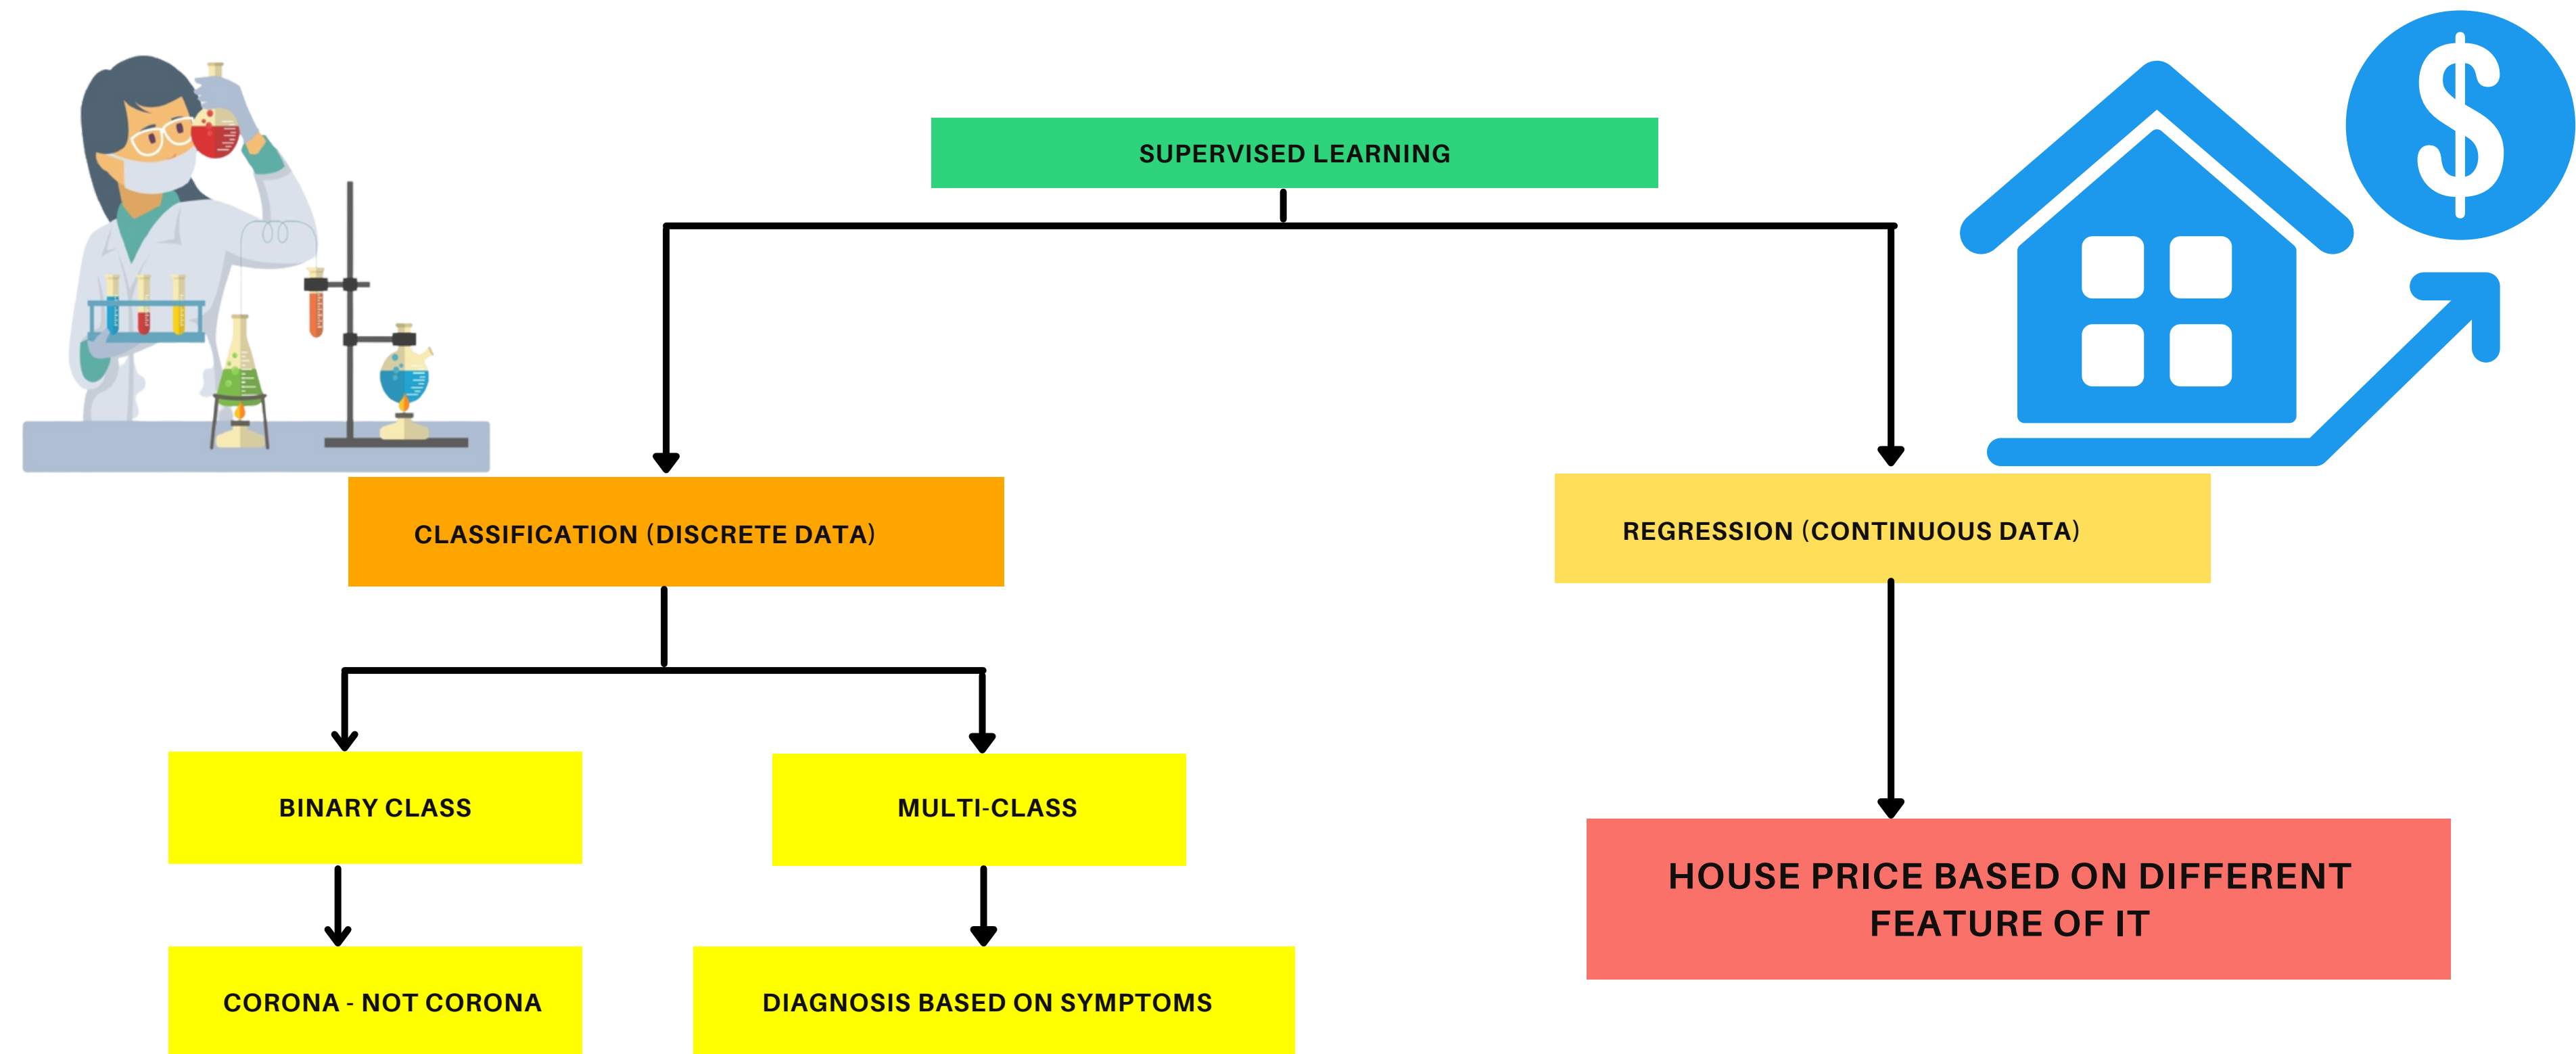 $
SUPERVISED LEARNING
CLASSIFICATION (DISCRETE DATA)
REGRESSION (CONTINUOUS DATA)
BINARY CLASS
MULTI-CLASS
HOUSE PRICE BASED ON DIFFERENT
FEATURE OF IT
CORONA - NOT CORONA
DIAGNOSIS BASED ON SYMPTOMS